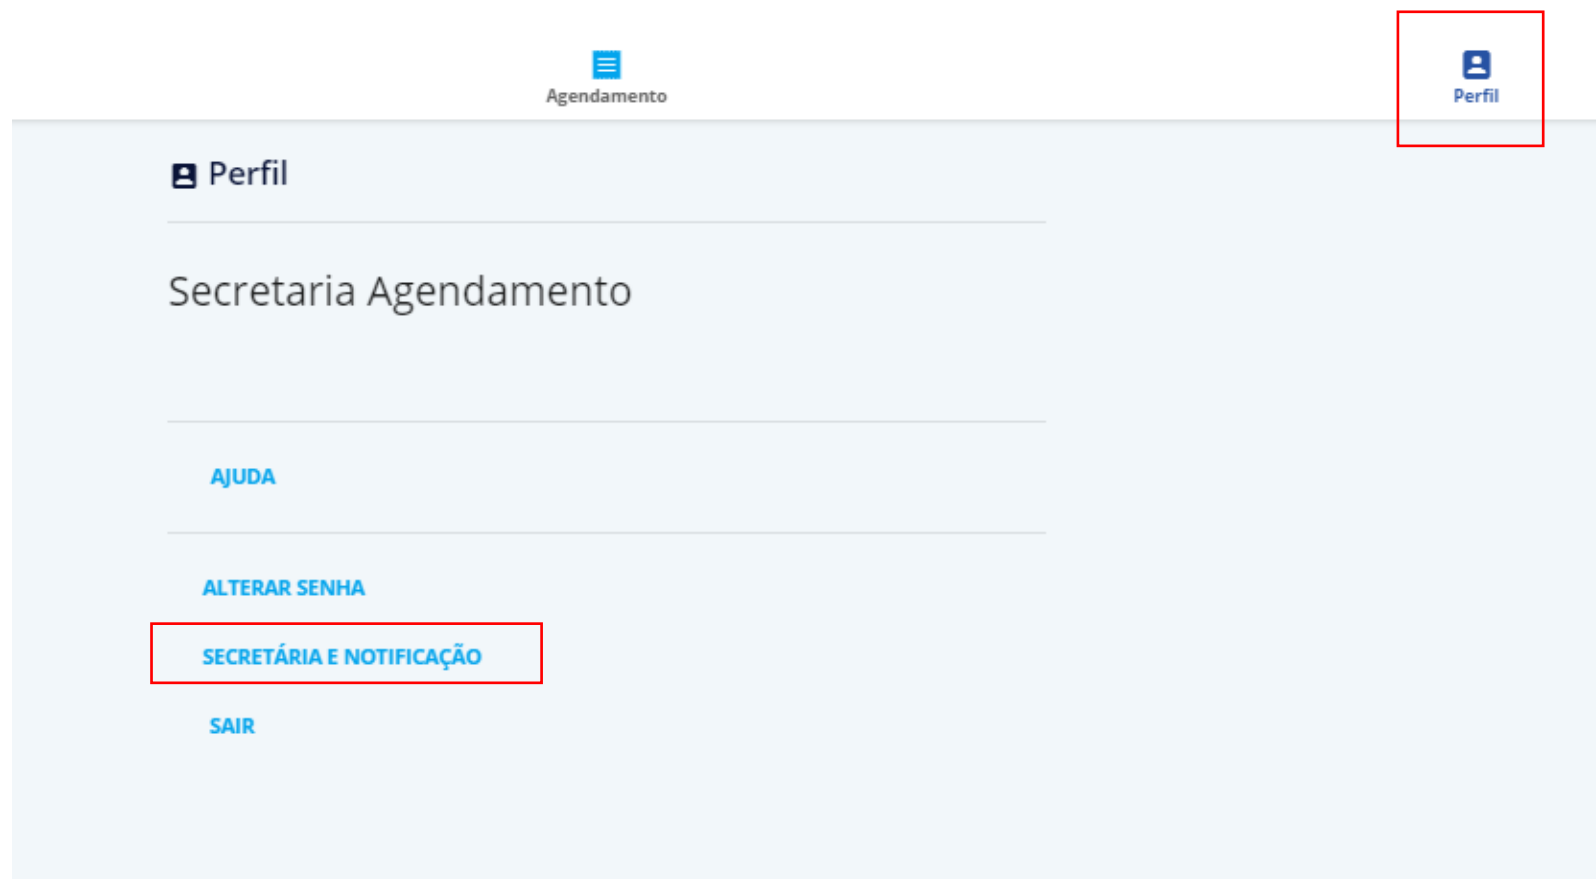 Agendamento
Perfil
Perfil
Secretaria Agendamento
AJUDA
ALTERAR SENHA
SECRETÁRIA E NOTIFICAÇÃO
SAIR